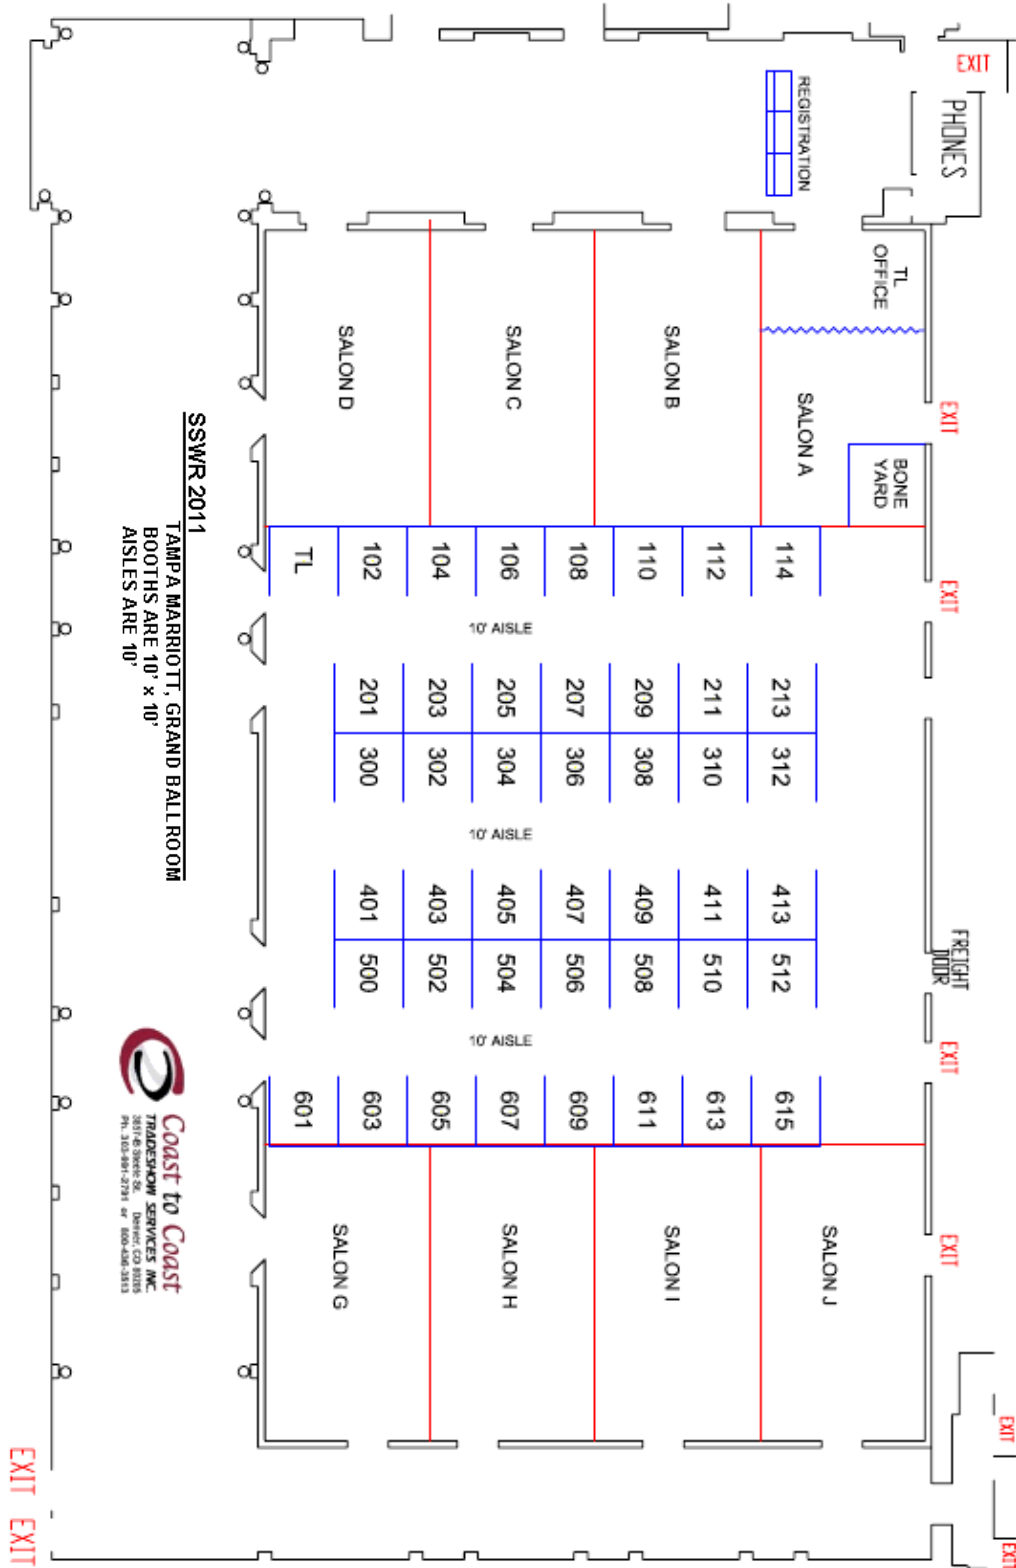 EXIT
PHONES
REGISTRATION
TL
OFFICE
SALON D
SALON C
SALON B
SALON A
EXIT
BONE
YARD
TL
102
104
106
108
110
112
114
EXIT
10' AISLE
201
203
205
207
209
211
213
300
302
304
306
308
310
312
10' AISLE
401
403
405
407
409
411
413
500
502
504
506
508
510
512
FREIGHT
DOOR
10' AISLE
EXIT
601
603
605
607
609
611
613
615
EXIT
SALON G
SALON H
SALON I
SALON J
EXIT
EXIT
EXIT
EXIT
SSWR 2011
TAMPA MARRIOTT, GRAND BALLROOM
BOOTHS ARE 10' x 10'
AISLES ARE 10'
Coast to Coast
TRADESHOW SERVICES INC.
Denver, CO